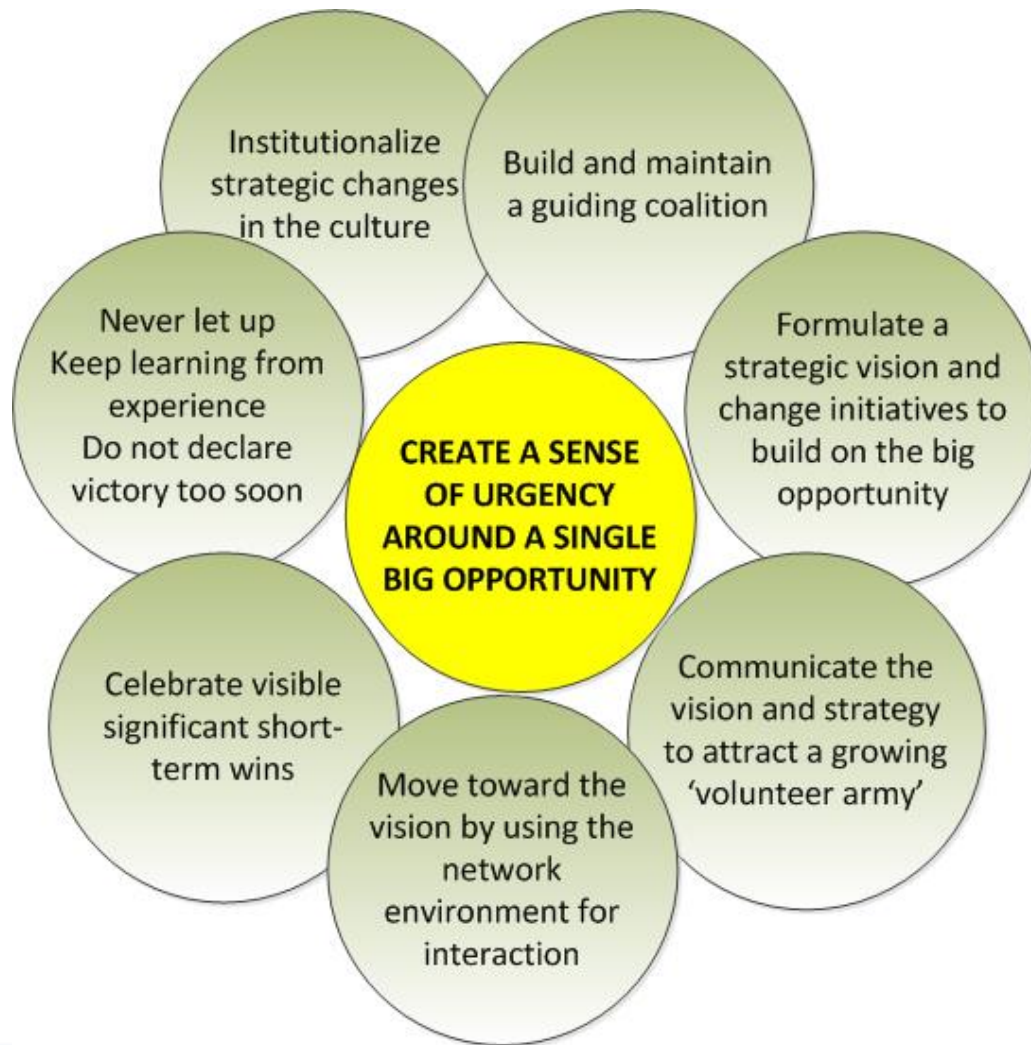 Institutionalize
strategic changes
in the culture
Build and maintain
a guiding coalition
Formulate a
strategic vision and
change initiatives to
build on the big
opportunity
Communicate the
vision and strategy
to attract a growing
‘volunteer army’
Move toward the
vision by using the
network
environment for
interaction
Celebrate visible
significant short-
term wins
Never let up
Keep learning from
experience
Do not declare
victory too soon
CREATE A SENSE
OF URGENCY
AROUND A SINGLE
BIG OPPORTUNITY